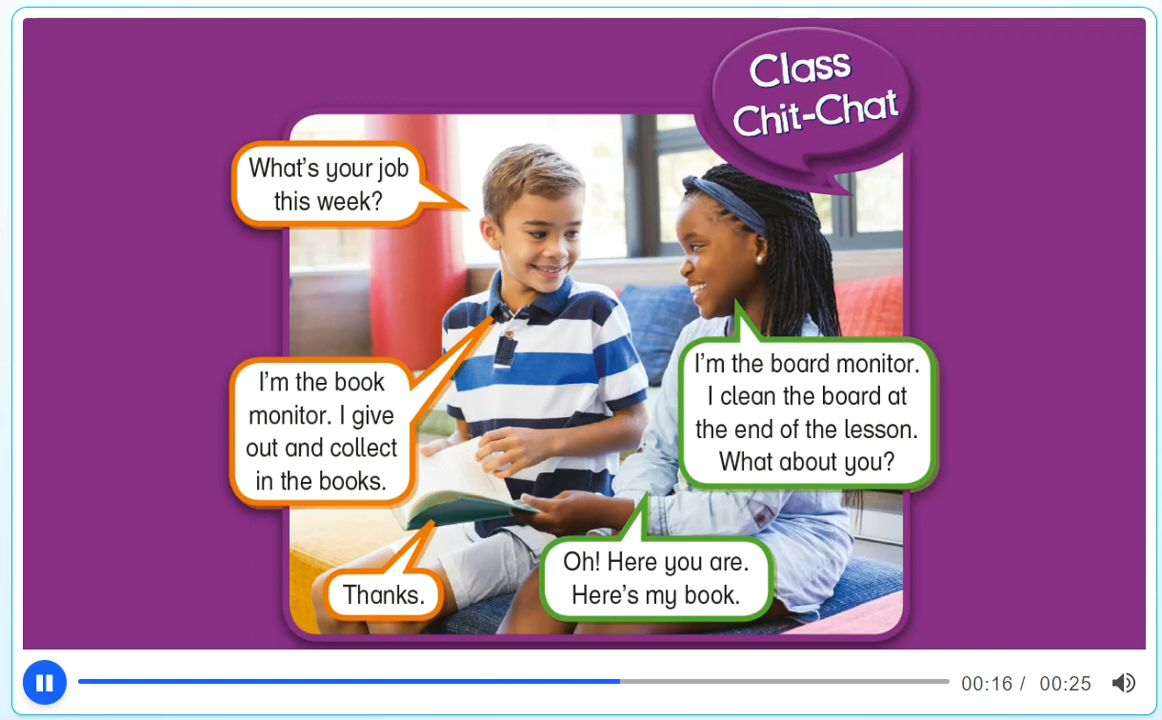 Class
Chit-Chat
What's your job
this week?
I'm the board monitor.
I clean the board at
the end of the lesson.
What about you?
I'm the book
monitor. I give
out and collect
in the books.
Oh! Here you are.
Here's my book.
Thanks.
00:16 / 00:25